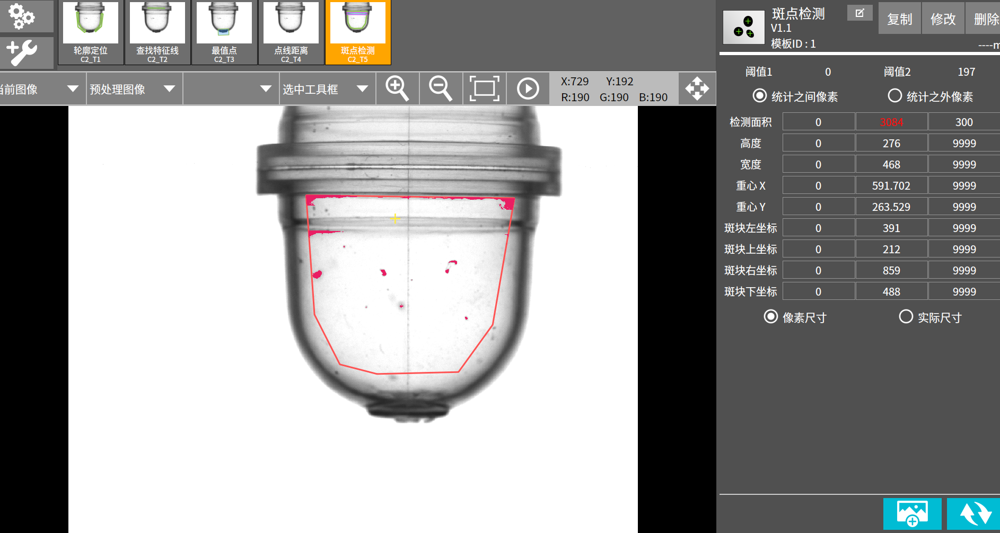 轮廓定位
C2_T1
查找特征线
C2_T2
最值点
C2_T3
点线距离
C2_T4
斑点检测
C2_T5
当前图像
预处理图像
选中工具框
X:729 Y:192
R:190 G:190 B:190
斑点检测
V1.1
模板ID : 1
复制
修改
删除
----m
阈值1 0 阈值2 197
统计之间像素 统计之外像素
检测面积 0 3084 300
高度 0 276 9999
宽度 0 468 9999
重心 X 0 591.702 9999
重心 Y 0 263.529 9999
斑块左坐标 0 391 9999
斑块上坐标 0 212 9999
斑块右坐标 0 859 9999
斑块下坐标 0 488 9999
像素尺寸 实际尺寸